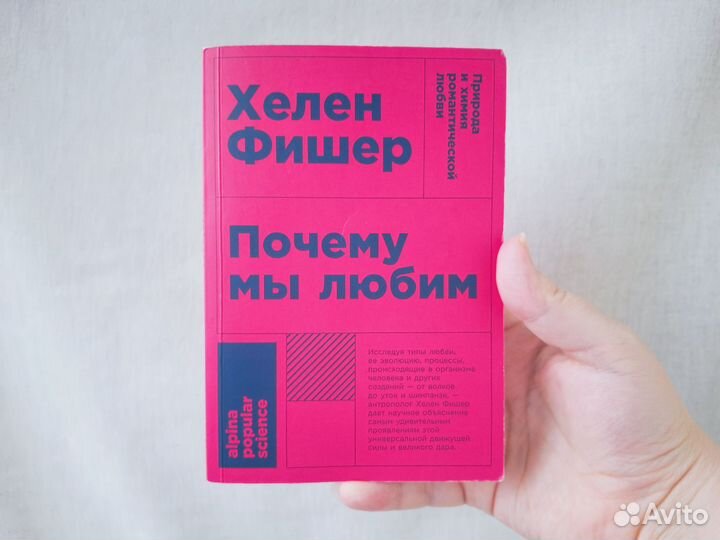 Хелен
Фишер
Природа
и химия
романтической
любви
Почему
мы любим
Исследуя типы любви,
ее эволюцию, процессы,
происходящие в организме
человека и других
созданий — от волков
до уток и шимпанзе, —
антрополог Хелен Фишер
дает научное объяснение
самым удивительным
проявлениям этой
универсальной движущей
силы и великого дара.
alpina
popular
science
Avito